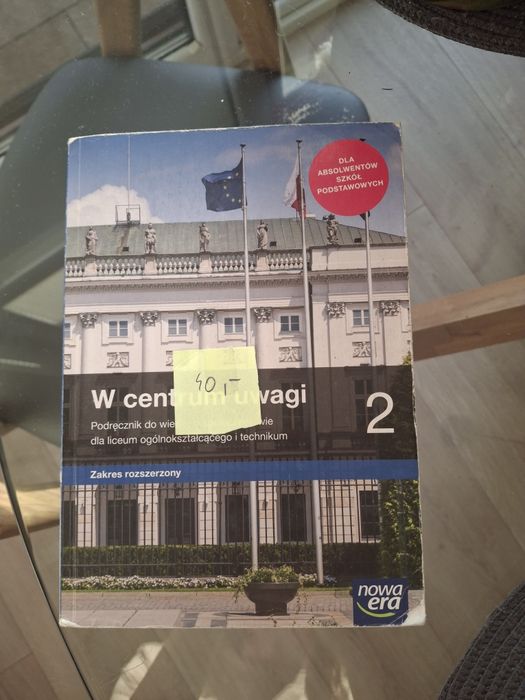 DLA
ABSOLWENTÓW
SZKÓŁ
PODSTAWOWYCH
40,-
W centrum uwagi
2
Podręcznik do wie
dla liceum ogólnokształcącego i technikum
Zakres rozszerzony
nowa
era